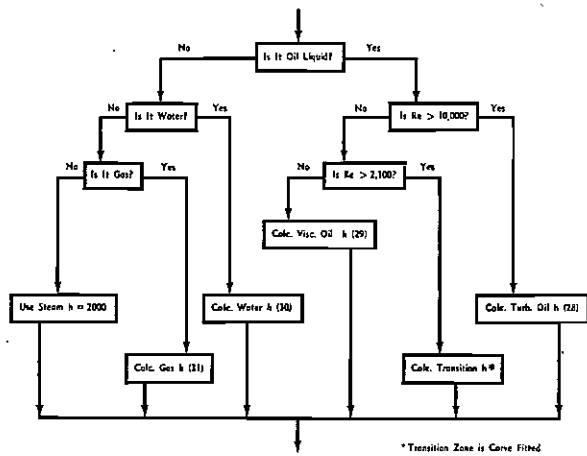 Is It Oil Liquid?
No
Yes
Is It Water?
Is Re > 10,000?
No
Yes
No
Yes
Is It Gas?
Is Re > 2,100?
No
Yes
No
Yes
Calc. Visc. Oil h (29)
Use Steam h = 2000
Calc. Water h (30)
Calc. Turb. Oil h (28)
Calc. Gas h (31)
Calc. Transition h*
* Transition Zone is Curve Fitted